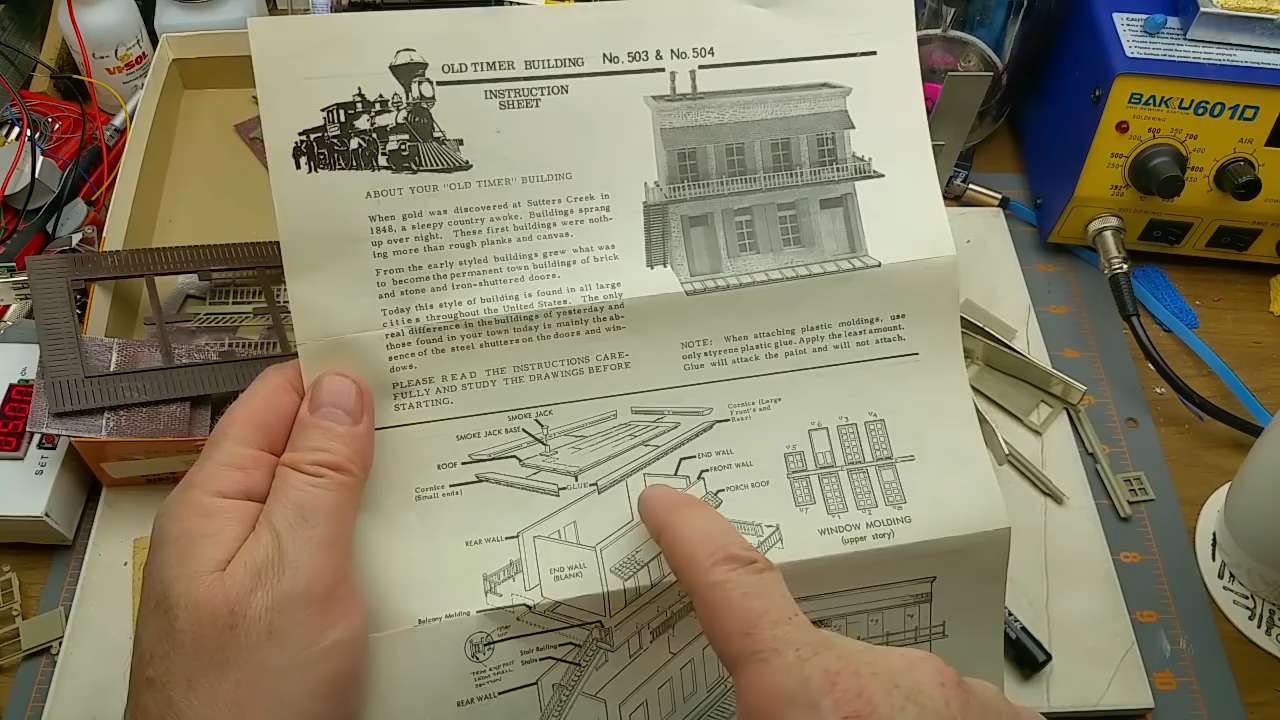 OLD TIMER BUILDING No. 503 & No. 504
INSTRUCTION
SHEET
ABOUT YOUR "OLD TIMER" BUILDING
When gold was discovered at Sutters Creek in
1848, a sleepy country awoke. Buildings sprang
up over night. These first buildings were noth-
ing more than rough planks and canvas.
From the early styled buildings grew what was
to become the permanent town buildings of brick
and stone and iron-shuttered doors.
Today this style of building is found in all large
cities throughout the United States. The only
real difference in the buildings of yesterday and
those found in your town today is mainly the ab-
sence of the steel shutters on the doors and win-
dows.
PLEASE READ THE INSTRUCTIONS CARE-
FULLY AND STUDY THE DRAWINGS BEFORE
STARTING.
NOTE: When attaching plastic moldings, use
only styrene plastic glue. Apply the least amount.
Glue will attack the paint and will not attach.
SMOKE JACK
SMOKE JACK BASE
ROOF
Cornice
(Small ends)
GLUE
Cornice (Large
Front's and
Rears)
END WALL
FRONT WALL
PORCH ROOF
REAR WALL
END WALL
(BLANK)
Balcony Molding
Stair Railing
Stairs
REAR WALL
WINDOW MOLDING
(upper story)
BAKU601D
SOLDERING
AIR
8
9
10